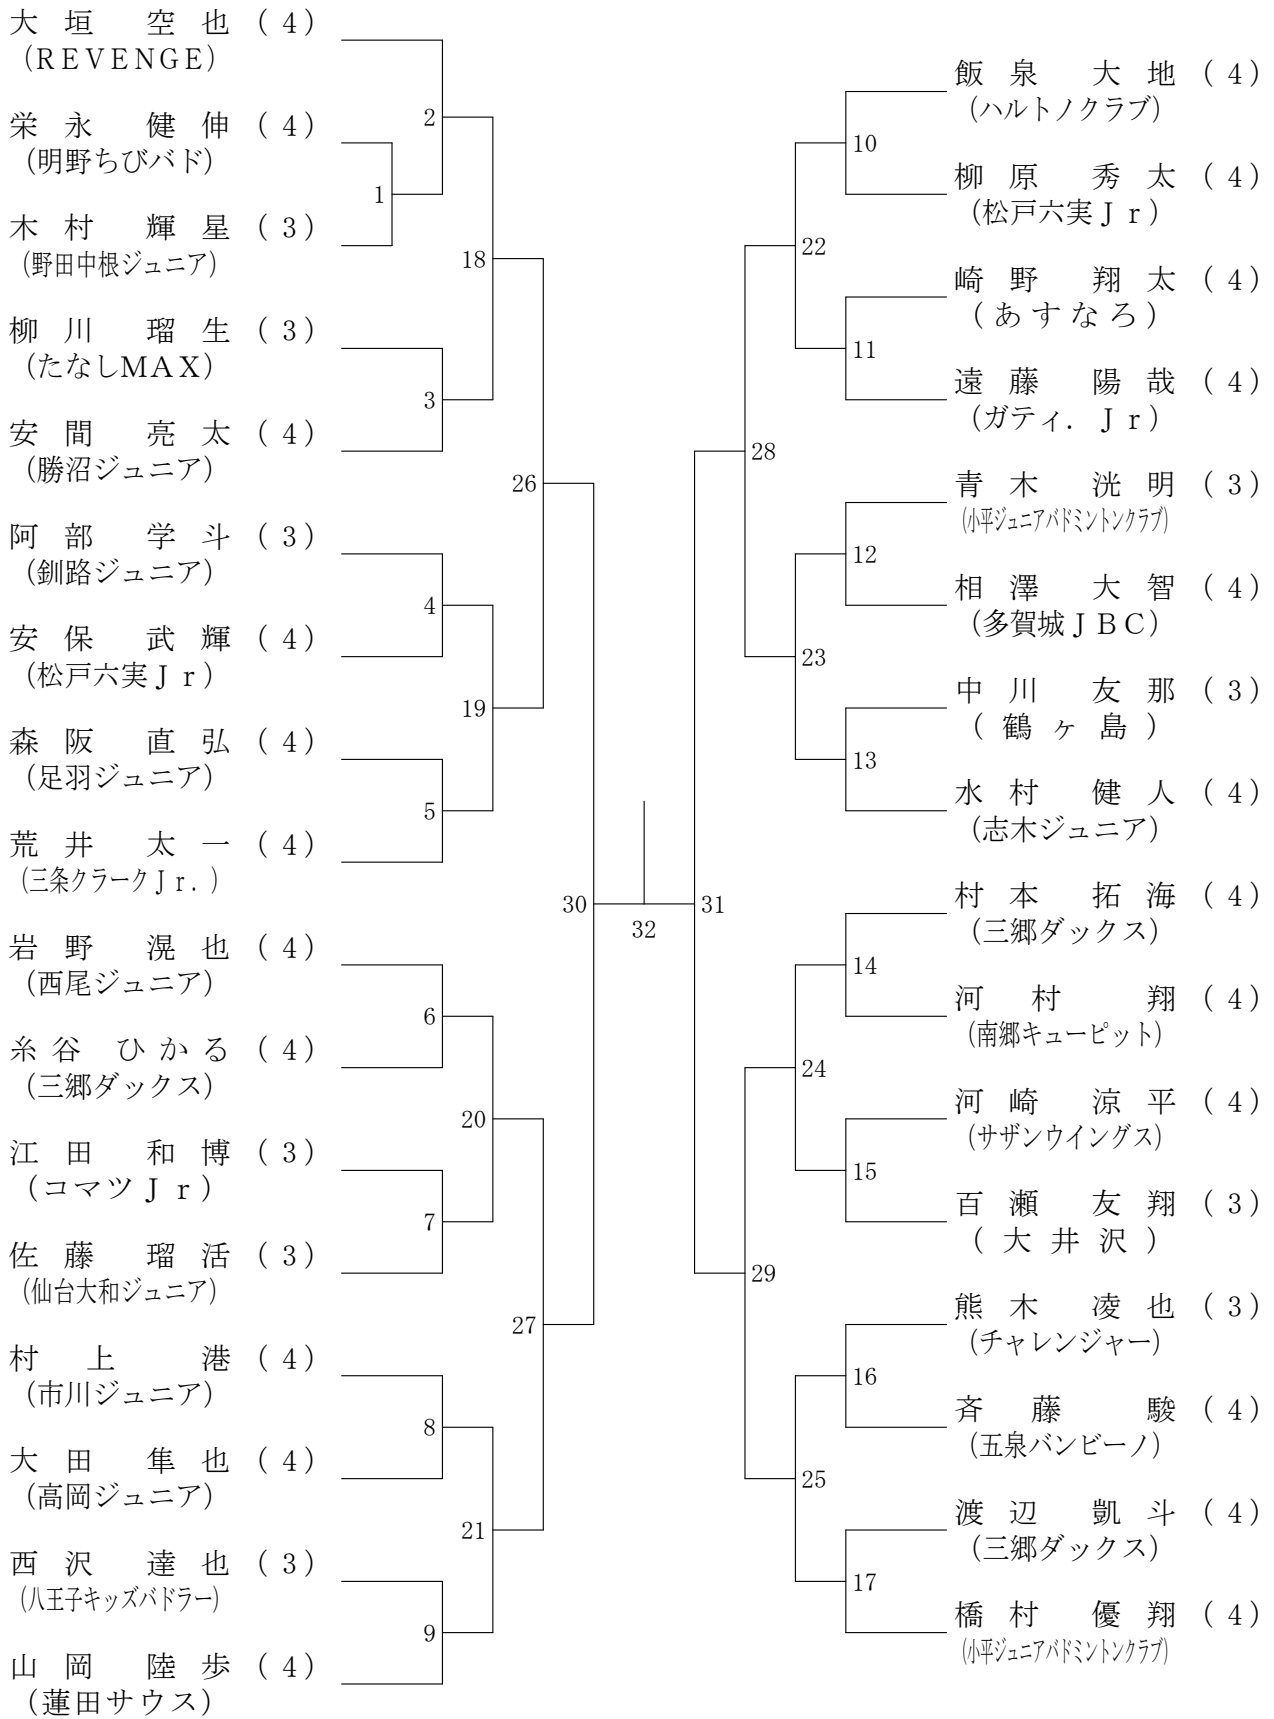 大垣 空也 (4)
(REVENGE)
栄永 健伸 (4)
(明野ちびバド)
木村 輝星 (3)
(野田中根ジュニア)
柳川 瑠生 (3)
(たなしMAX)
安間 亮太 (4)
(勝沼ジュニア)
阿部 学斗 (3)
(釧路ジュニア)
安保 武輝 (4)
(松戸六実Jr)
森阪 直弘 (4)
(足羽ジュニア)
荒井 太一 (4)
(三条クラークJr.)
岩野 滉也 (4)
(西尾ジュニア)
糸谷 ひかる (4)
(三郷ダックス)
江田 和博 (3)
(コマツJr)
佐藤 瑠活 (3)
(仙台大和ジュニア)
村上 港 (4)
(市川ジュニア)
大田 隼也 (4)
(高岡ジュニア)
西沢 達也 (3)
(八王子キッズバドラー)
山岡 陸歩 (4)
(蓮田サウス)
1
2
3
4
5
6
7
8
9
18
19
20
21
26
27
30
32
31
28
29
22
23
24
25
10
11
12
13
14
15
16
17
飯泉 大地 (4)
(ハルトノクラブ)
柳原 秀太 (4)
(松戸六実Jr)
崎野 翔太 (4)
(あすなろ)
遠藤 陽哉 (4)
(ガティ.Jr)
青木 洸明 (3)
(小平ジュニアバドミントンクラブ)
相澤 大智 (4)
(多賀城JBC)
中川 友那 (3)
(鶴ヶ島)
水村 健人 (4)
(志木ジュニア)
村本 拓海 (4)
(三郷ダックス)
河村 翔 (4)
(南郷キューピット)
河崎 涼平 (4)
(サザンウイングス)
百瀬 友翔 (3)
(大井沢)
熊木 凌也 (3)
(チャレンジャー)
斉藤 駿 (4)
(五泉バンビーノ)
渡辺 凱斗 (4)
(三郷ダックス)
橋村 優翔 (4)
(小平ジュニアバドミントンクラブ)